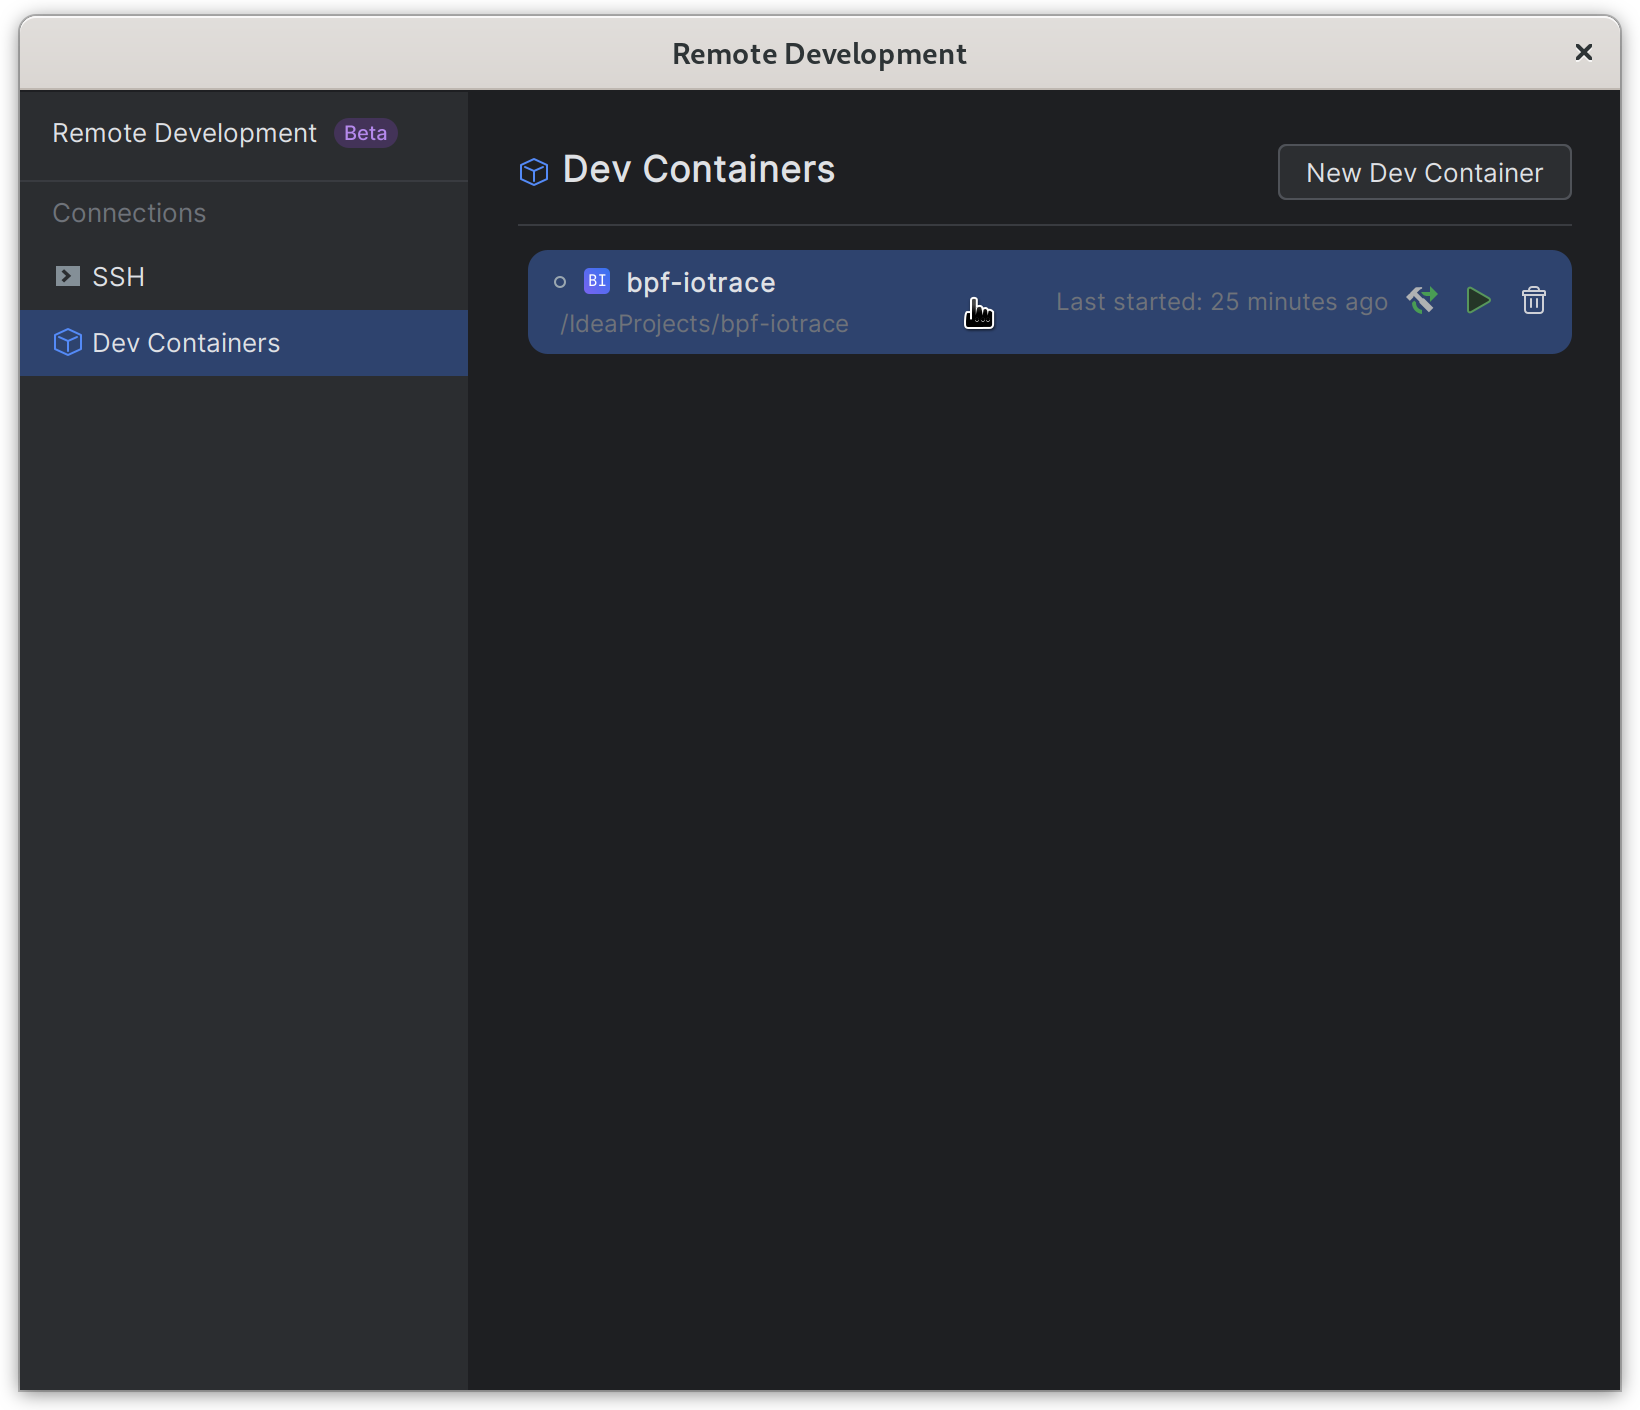 Remote Development
Remote Development Beta
Connections
SSH
Dev Containers
Dev Containers
New Dev Container
BI bpf-iotrace
/IdeaProjects/bpf-iotrace
Last started: 25 minutes ago